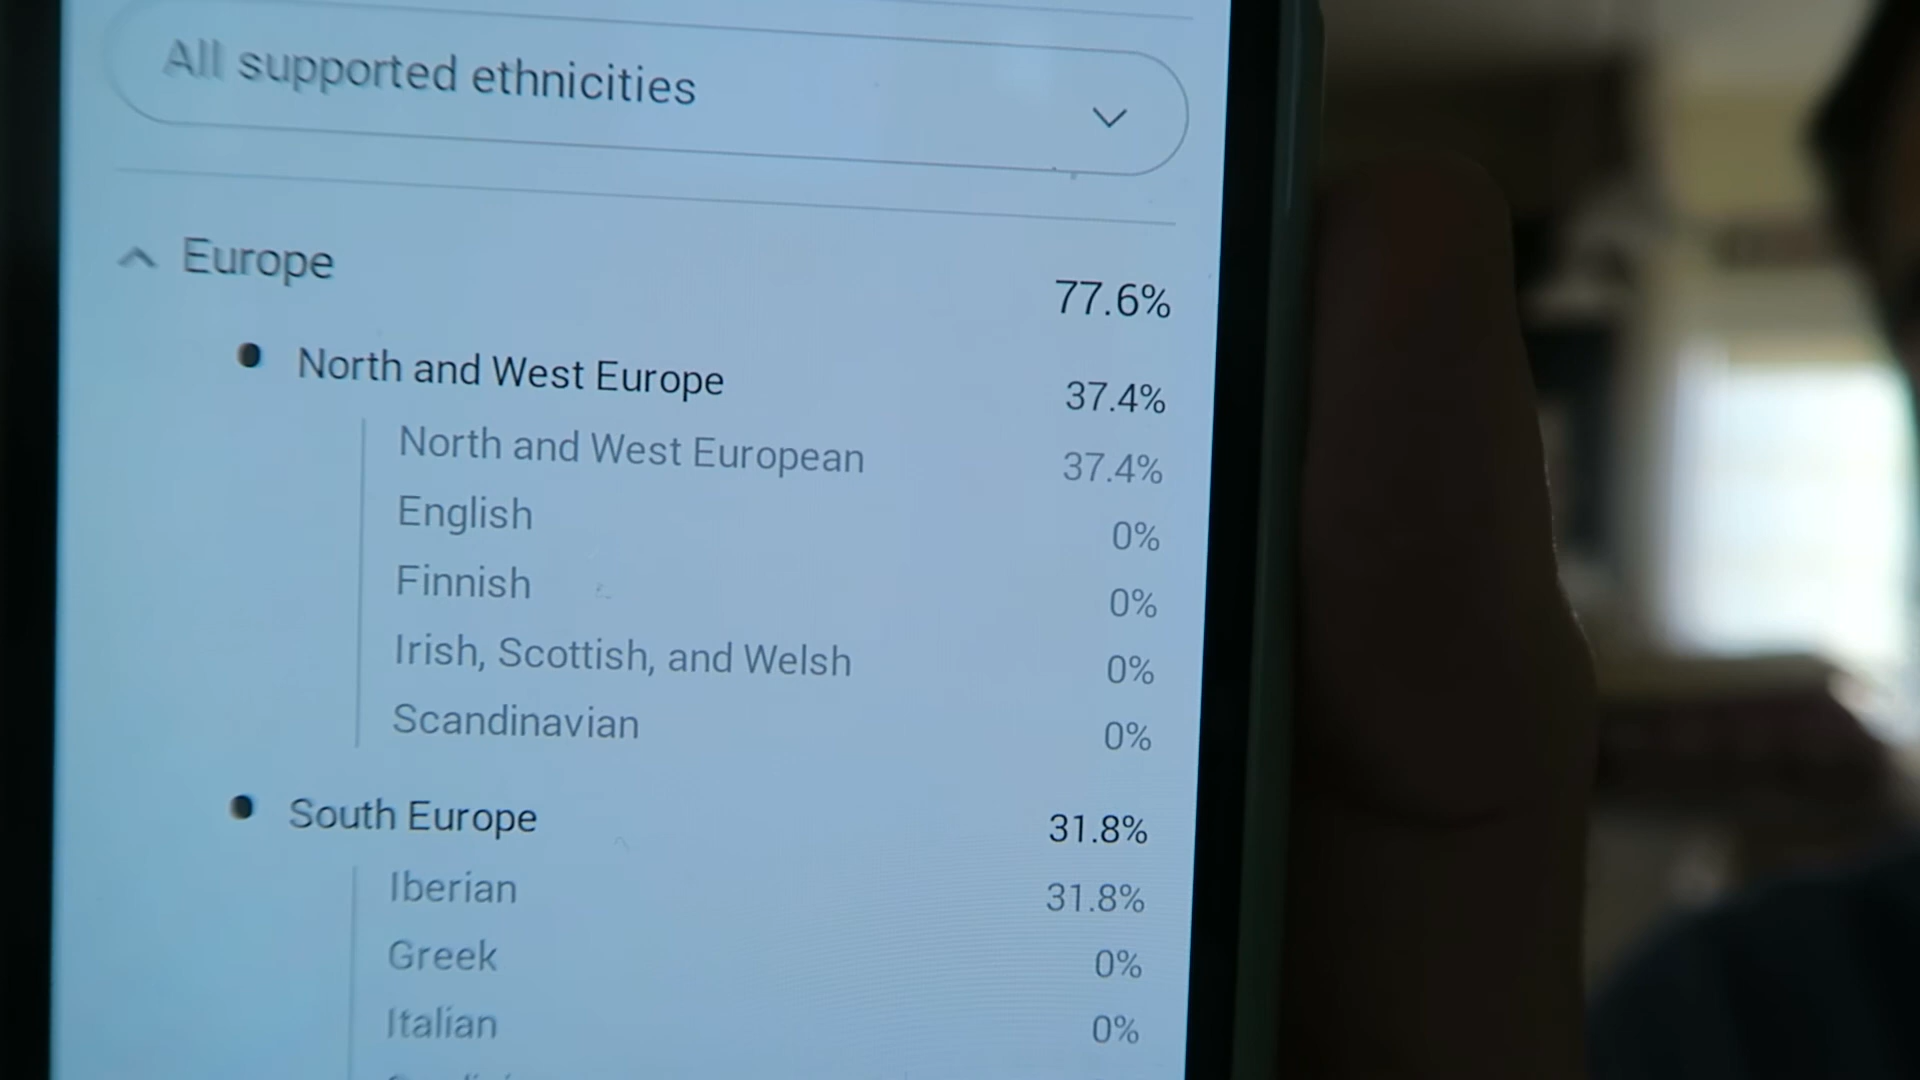 All supported ethnicities
Europe 77.6%
North and West Europe 37.4%
North and West European 37.4%
English 0%
Finnish 0%
Irish, Scottish, and Welsh 0%
Scandinavian 0%
South Europe 31.8%
Iberian 31.8%
Greek 0%
Italian 0%